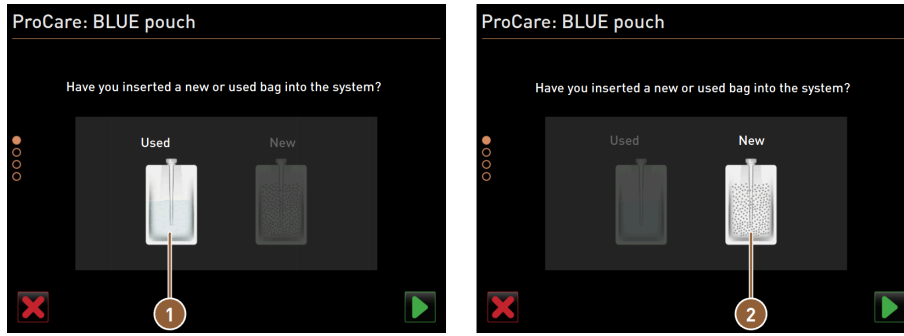 ProCare: BLUE pouch
Have you inserted a new or used bag into the system?
Used New
1
ProCare: BLUE pouch
Have you inserted a new or used bag into the system?
Used New
2